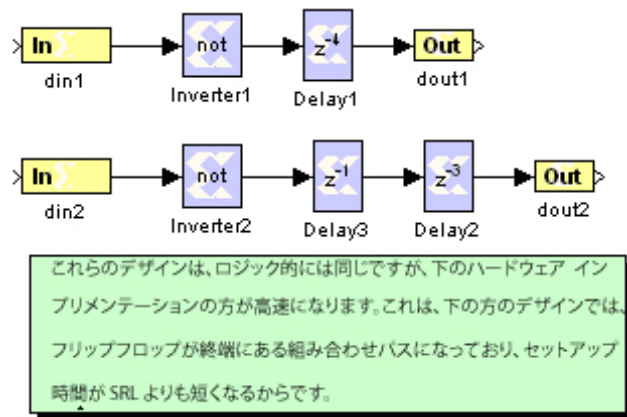 In not z⁻⁴ Out
din1 Inverter1 Delay1 dout1
In not z⁻¹ z⁻³ Out
din2 Inverter2 Delay3 Delay2 dout2
これらのデザインは、ロジック的には同じですが、下のハードウェア イン
プリメンテーションの方が高速になります。これは、下の方のデザインでは、
フリップフロップが終端にある組み合わせパスになっており、セットアップ
時間が SRL よりも短くなるからです。